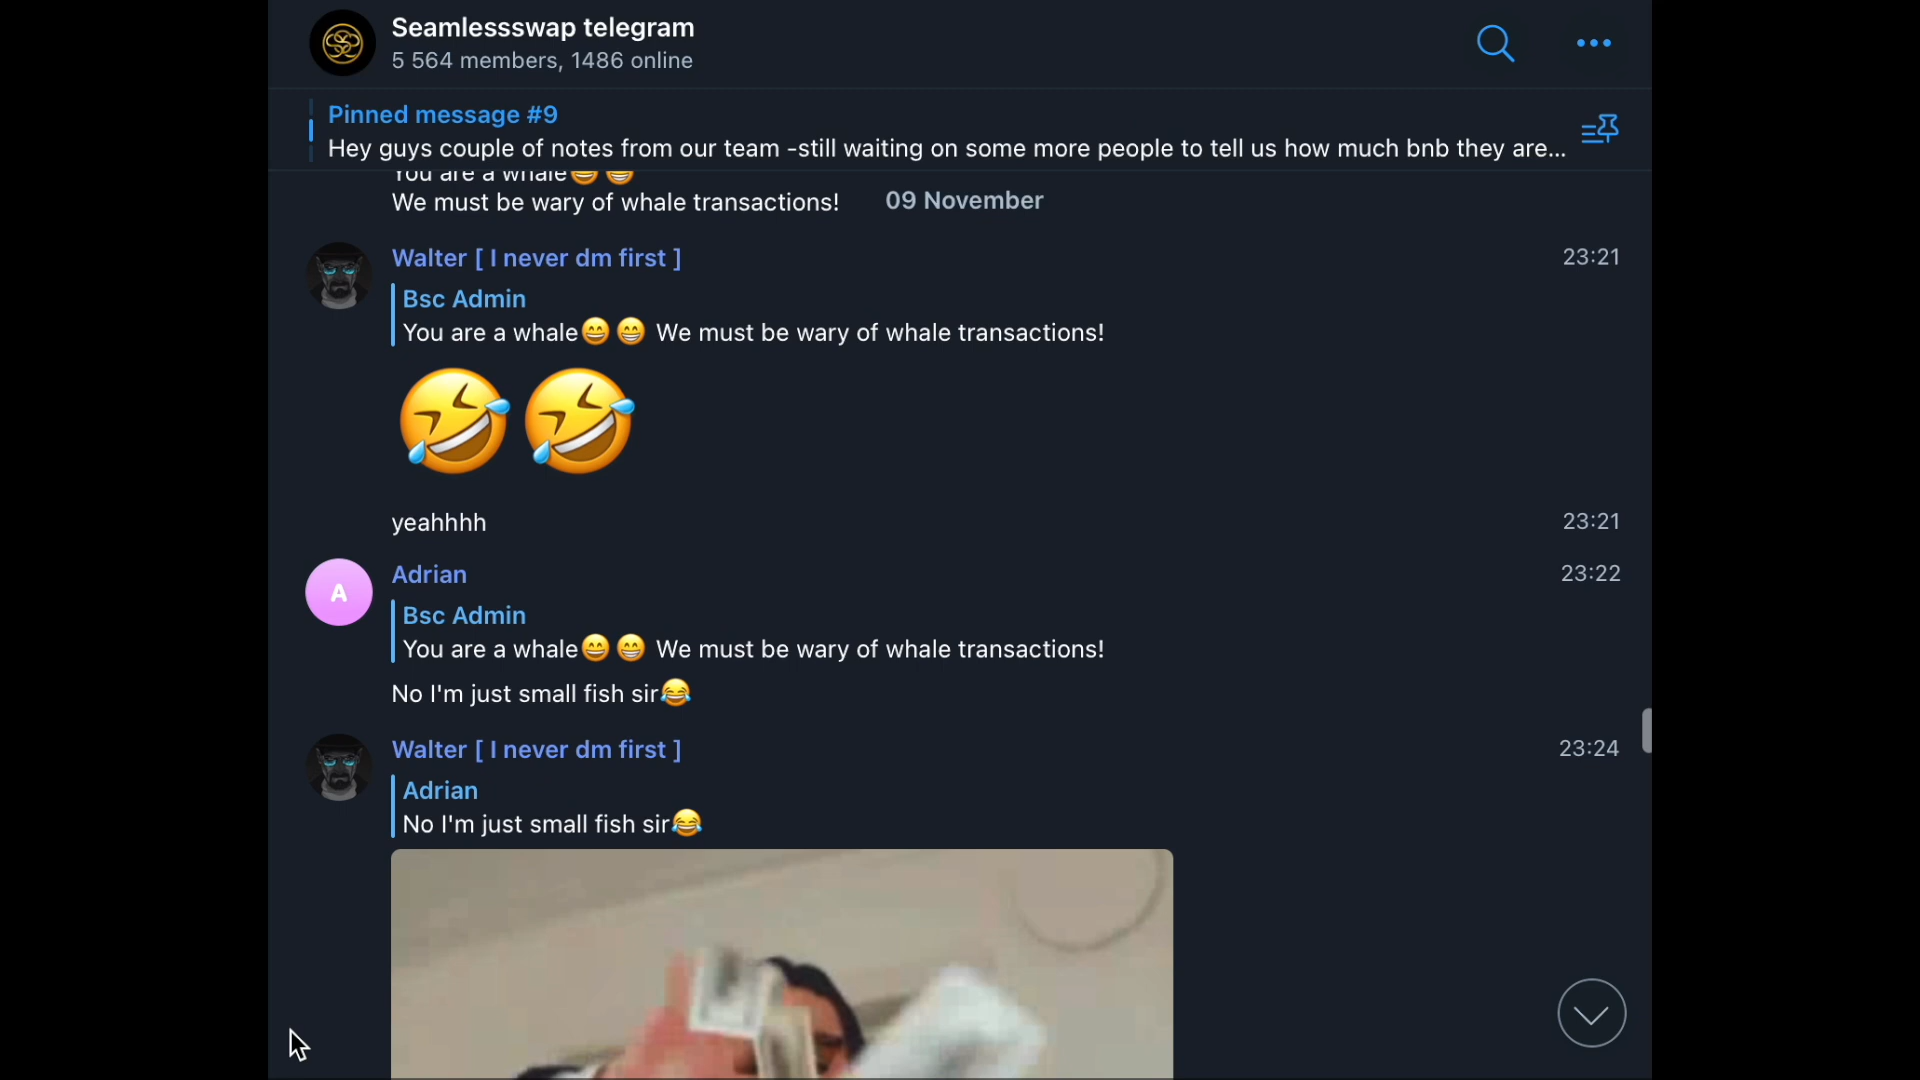 Seamlessswap telegram
5 564 members, 1486 online
Pinned message #9
Hey guys couple of notes from our team -still waiting on some more people to tell us how much bnb they are...
You are a whale😄😁
We must be wary of whale transactions!
09 November
Walter [ I never dm first ] 23:21
Bsc Admin
You are a whale😄😁 We must be wary of whale transactions!
🤣🤣
yeahhhh 23:21
A
Adrian 23:22
Bsc Admin
You are a whale😄😁 We must be wary of whale transactions!
No I'm just small fish sir😂
Walter [ I never dm first ] 23:24
Adrian
No I'm just small fish sir😂